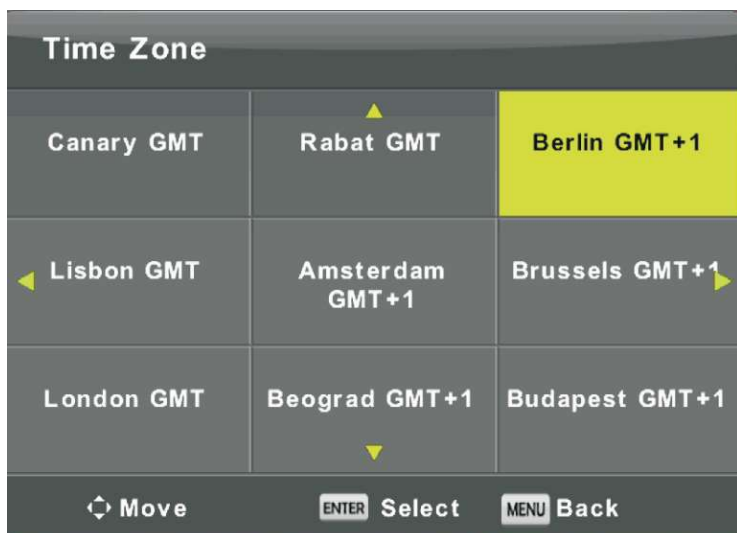 Time Zone
Canary GMT
Rabat GMT
Berlin GMT+1
Lisbon GMT
Amsterdam
GMT+1
Brussels GMT+1
London GMT
Beograd GMT+1
Budapest GMT+1
Move
ENTER Select
MENU Back